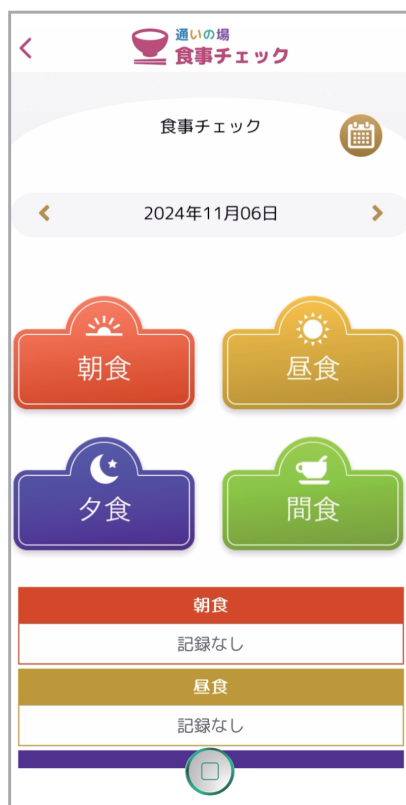 通いの場
食事チェック
食事チェック
2024年11月06日
朝食
昼食
夕食
間食
朝食
記録なし
昼食
記録なし